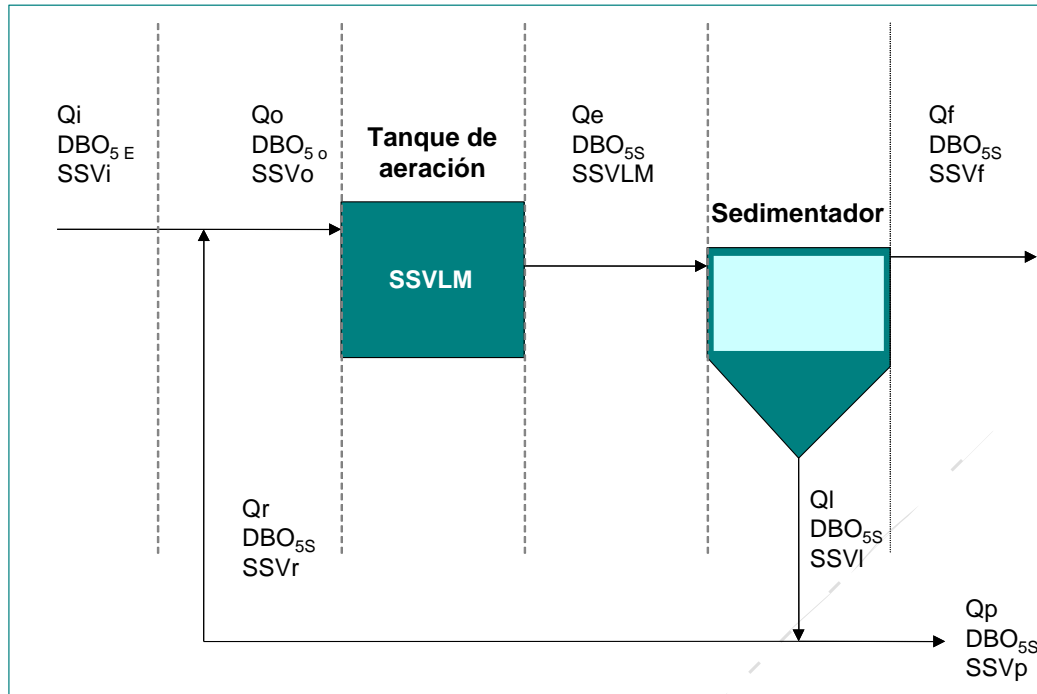 Qi
DBO5 E
SSVi
Qo
DBO5 o
SSVo
Tanque de
aeración
Qe
DBO5S
SSVLM
Qf
DBO5S
SSVf
Sedimentador
SSVLM
Qr
DBO5S
SSVr
Ql
DBO5S
SSVl
Qp
DBO5S
SSVp